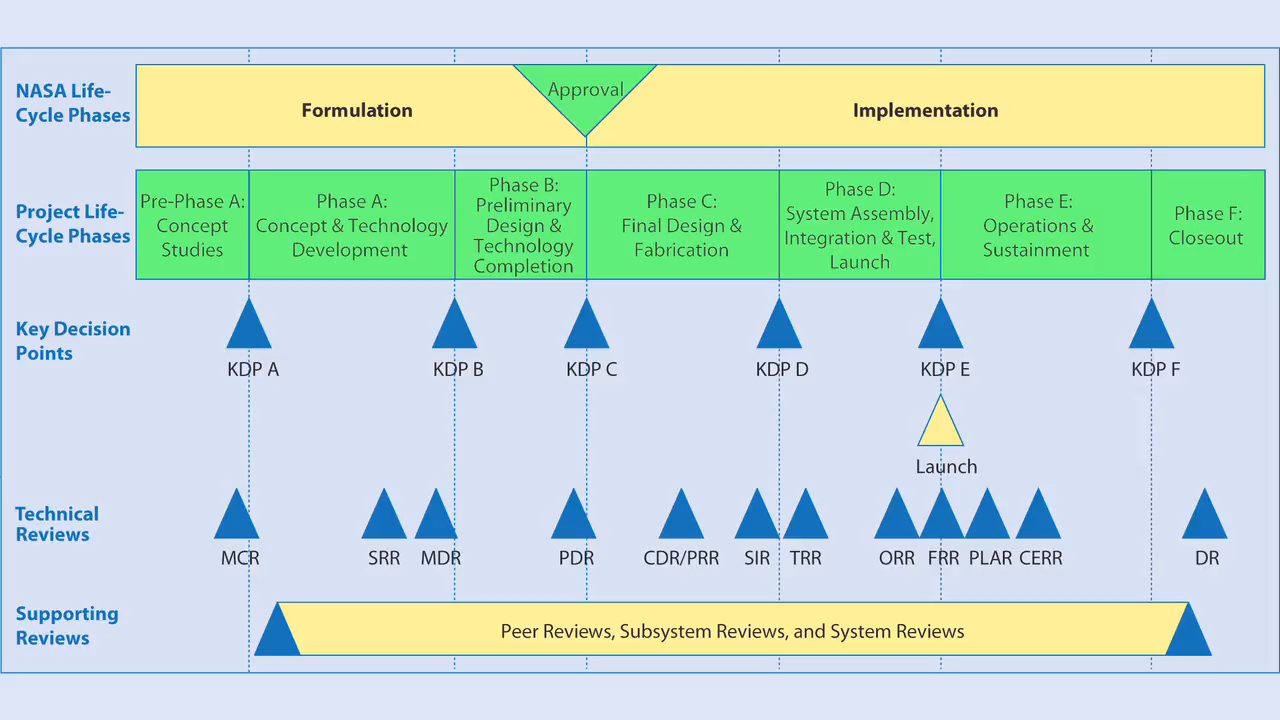 NASA Life-
Cycle Phases
Formulation
Approval
Implementation
Project Life-
Cycle Phases
Pre-Phase A:
Concept
Studies
Phase A:
Concept & Technology
Development
Phase B:
Preliminary
Design &
Technology
Completion
Phase C:
Final Design &
Fabrication
Phase D:
System Assembly,
Integration & Test,
Launch
Phase E:
Operations &
Sustainment
Phase F:
Closeout
Key Decision
Points
KDP A
KDP B
KDP C
KDP D
KDP E
KDP F
Launch
Technical
Reviews
MCR
SRR
MDR
PDR
CDR/PRR
SIR
TRR
ORR
FRR
PLAR
CERR
DR
Supporting
Reviews
Peer Reviews, Subsystem Reviews, and System Reviews